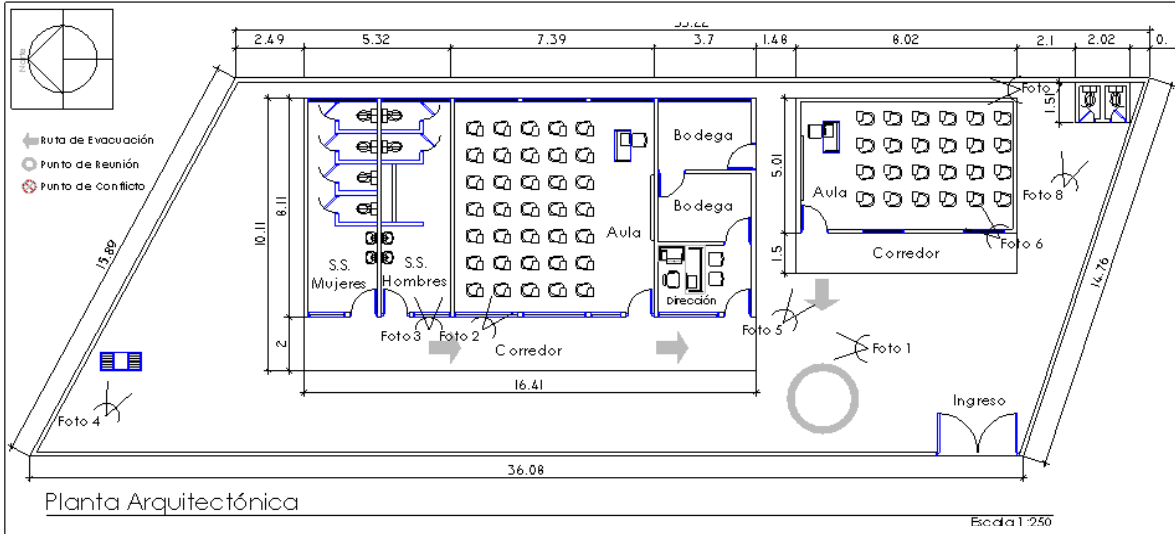 Norte
Ruta de Evacuación
Punto de Reunión
Punto de Conflicto
2.49 5.32 7.39 3.7 1.48 8.02 2.1 2.02 0.
15.89
10.11
8.11
2
5.01
1.5
1.51
14.76
Foto
Bodega
Bodega
Aula
Aula
Foto 8
Foto 6
Corredor
S.S.
Mujeres
S.S.
Hombres
Dirección
Foto 3
Foto 2
Foto 5
Corredor
Foto 1
16.41
Foto 4
Ingreso
36.08
Planta Arquitectónica
Escala 1:250